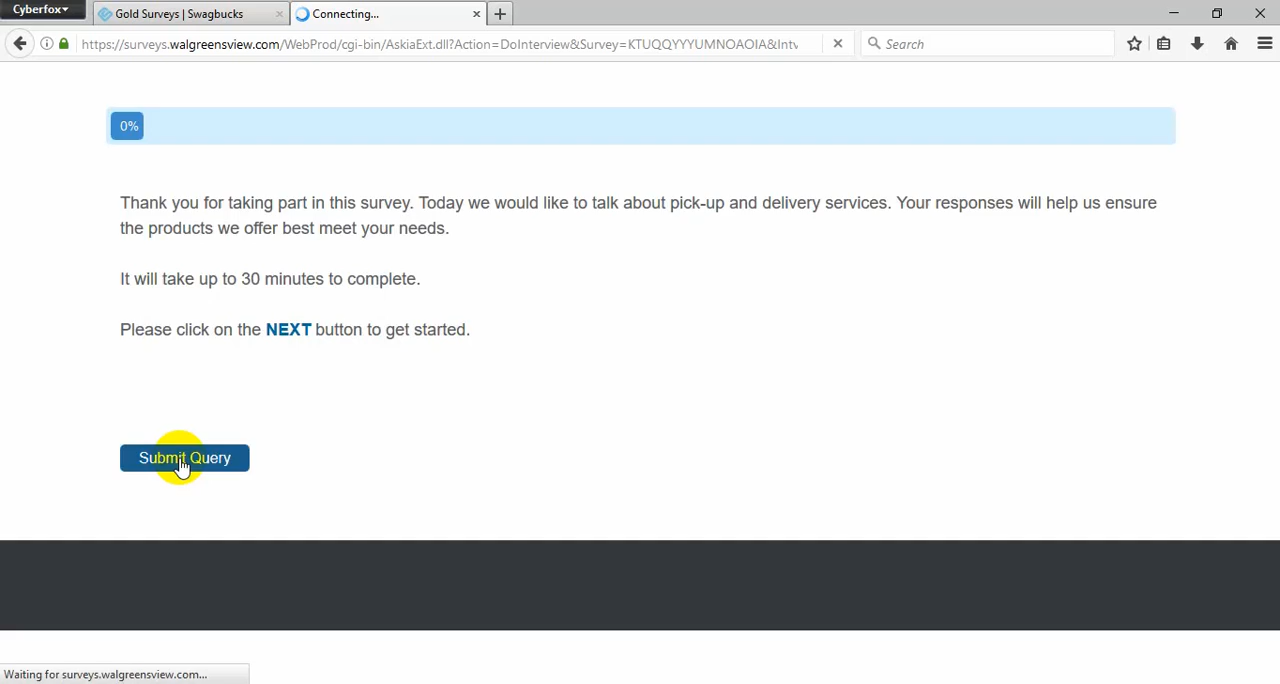 Cyberfox
Gold Surveys | Swagbucks
Connecting...
https://surveys.walgreensview.com/WebProd/cgi-bin/AskiaExt.dll?Action=DoInterview&Survey=KTUQQYYYUMNOAOIA&Intv
Search
0%
Thank you for taking part in this survey. Today we would like to talk about pick-up and delivery services. Your responses will help us ensure
the products we offer best meet your needs.
It will take up to 30 minutes to complete.
Please click on the NEXT button to get started.
Submit Query
Waiting for surveys.walgreensview.com...